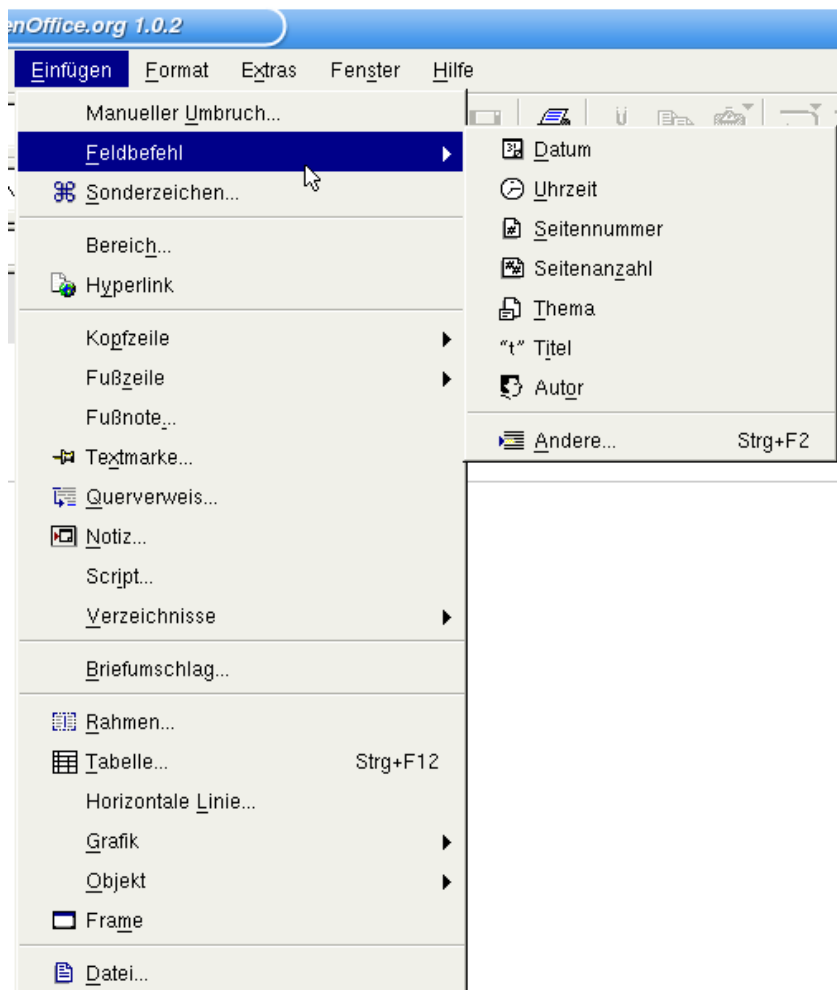 enOffice.org 1.0.2
Einfügen Format Extras Fenster Hilfe
Manueller Umbruch...
Feldbefehl
Sonderzeichen...
Bereich...
Hyperlink
Kopfzeile
Fußzeile
Fußnote...
Textmarke...
Querverweis...
Notiz...
Script...
Verzeichnisse
Briefumschlag...
Rahmen...
Tabelle... Strg+F12
Horizontale Linie...
Grafik
Objekt
Frame
Datei...
Datum
Uhrzeit
Seitennummer
Seitenanzahl
Thema
"t" Titel
Autor
Andere... Strg+F2